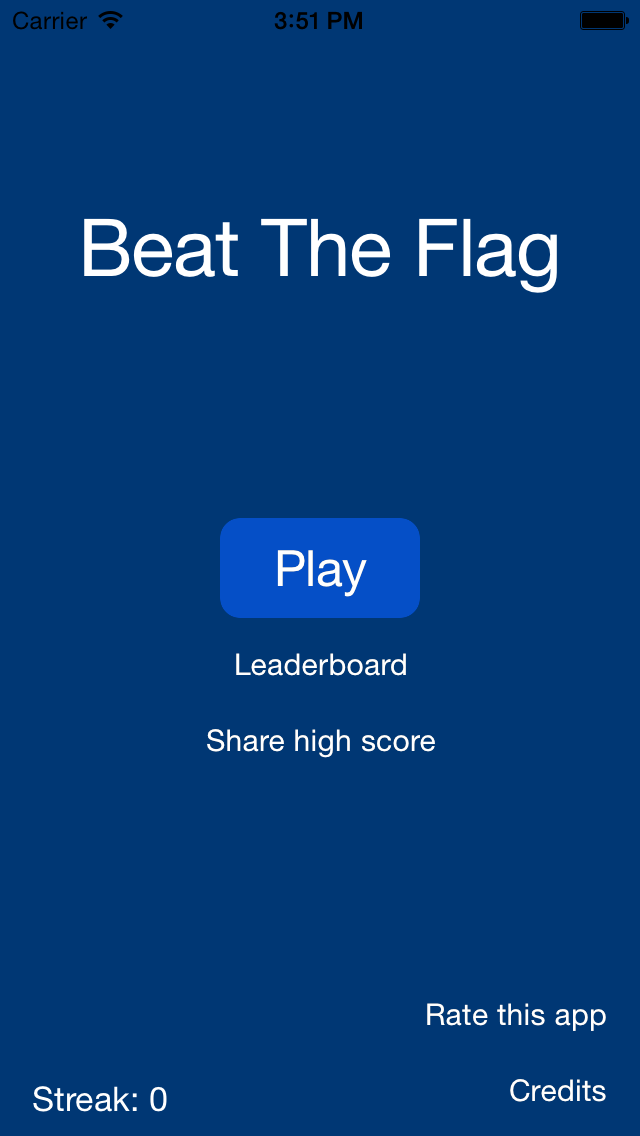 Carrier 3:51 PM
Beat The Flag
Play
Leaderboard
Share high score
Rate this app
Streak: 0
Credits